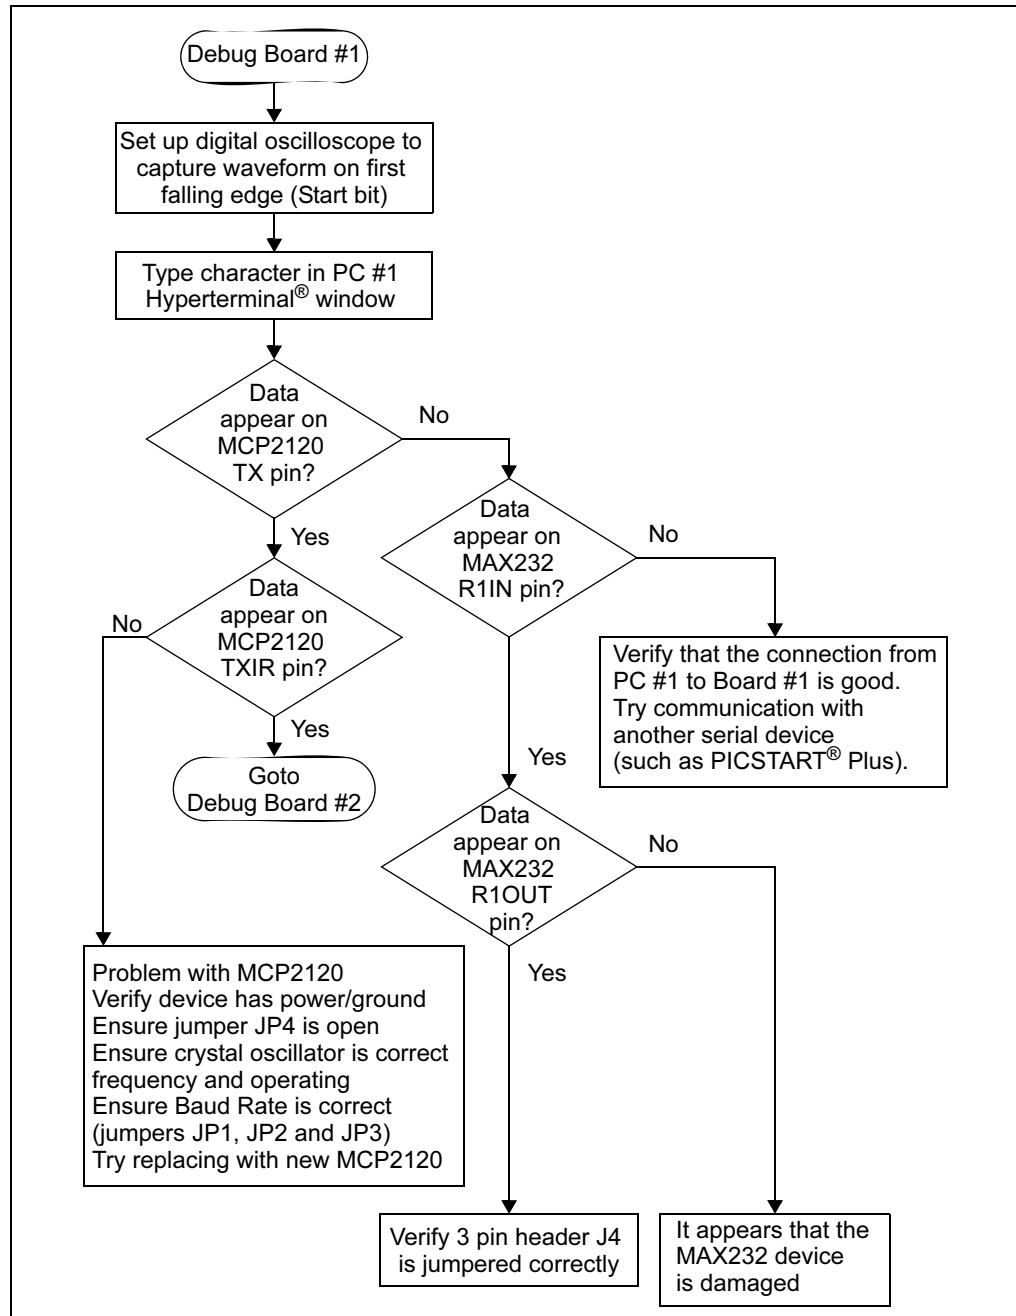 Debug Board #1
Set up digital oscilloscope to
capture waveform on first
falling edge (Start bit)
Type character in PC #1
Hyperterminal® window
Data
appear on
MCP2120
TX pin?
No
Yes
Data
appear on
MAX232
R1IN pin?
No
Data
appear on
MCP2120
TXIR pin?
No
Yes
Verify that the connection from
PC #1 to Board #1 is good.
Try communication with
another serial device
(such as PICSTART® Plus).
Goto
Debug Board #2
Yes
Data
appear on
MAX232
R1OUT
pin?
No
Yes
Problem with MCP2120
Verify device has power/ground
Ensure jumper JP4 is open
Ensure crystal oscillator is correct
frequency and operating
Ensure Baud Rate is correct
(jumpers JP1, JP2 and JP3)
Try replacing with new MCP2120
Verify 3 pin header J4
is jumpered correctly
It appears that the
MAX232 device
is damaged